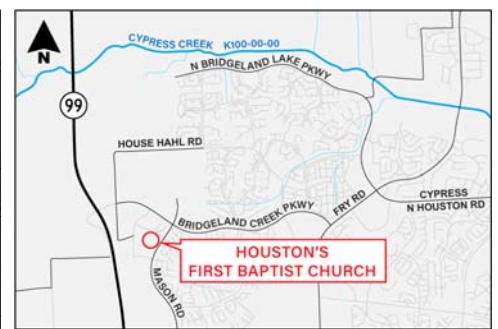 CYPRESS CREEK K100-00-00
N BRIDGELAND LAKE PKWY
N
99
HOUSE HAHL RD
BRIDGELAND CREEK PKWY
FRY RD
CYPRESS
N HOUSTON RD
MASON RD
HOUSTON'S
FIRST BAPTIST CHURCH